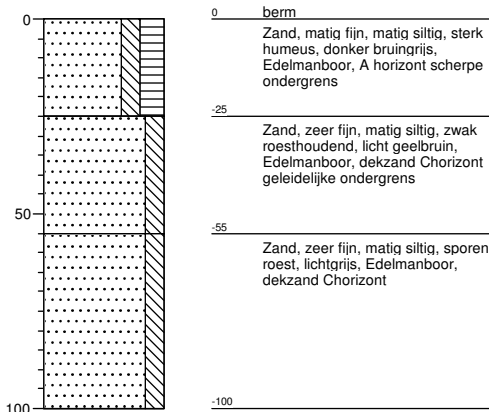 0
50
100
0 berm
Zand, matig fijn, matig siltig, sterk
humeus, donker bruingrijs,
Edelmanboor, A horizont scherpe
ondergrens
-25
Zand, zeer fijn, matig siltig, zwak
roesthoudend, licht geelbruin,
Edelmanboor, dekzand Chorizont
geleidelijke ondergrens
-55
Zand, zeer fijn, matig siltig, sporen
roest, lichtgrijs, Edelmanboor,
dekzand Chorizont
-100